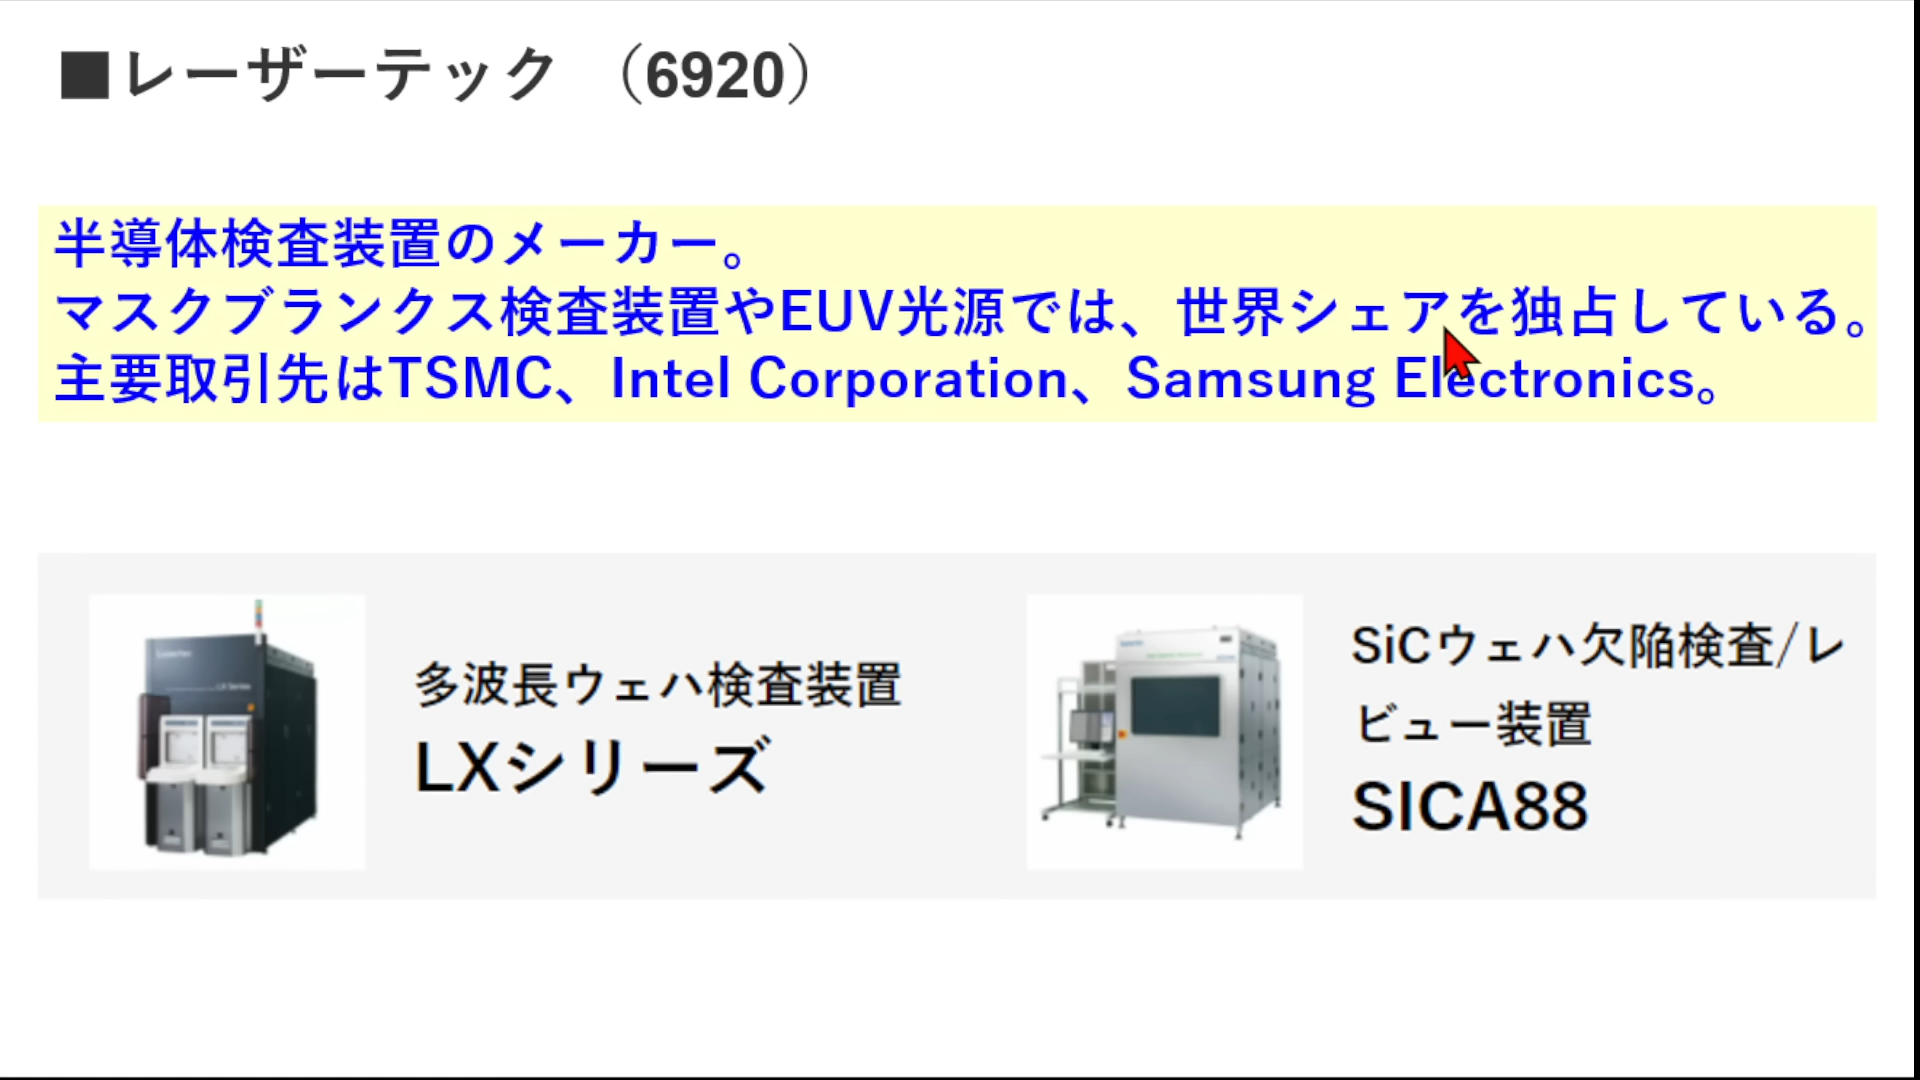 ■レーザーテック （6920）
半導体検査装置のメーカー。
マスクブランクス検査装置やEUV光源では、世界シェアを独占している。
主要取引先はTSMC、Intel Corporation、Samsung Electronics。
多波長ウェハ検査装置
LXシリーズ
SiCウェハ欠陥検査/レ
ビュー装置
SICA88